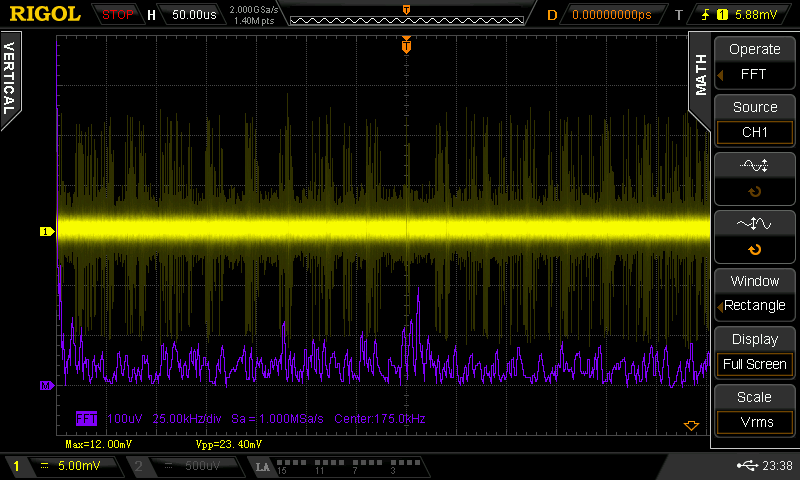 RIGOL STOP H 50.00us 2.000GSa/s 1.40M pts D 0.00000000ps T 1 5.88mV
T
T
VERTICAL
MATH
Operate
FFT
Source
CH1
Window
Rectangle
Display
Full Screen
Scale
Vrms
1
M
FFT 100uV 25.00kHz/div Sa = 1.000MSa/s Center:175.0kHz
Max=12.00mV Vpp=23.40mV
1 5.00mV 2 500uV LA 15 11 7 3 23:38